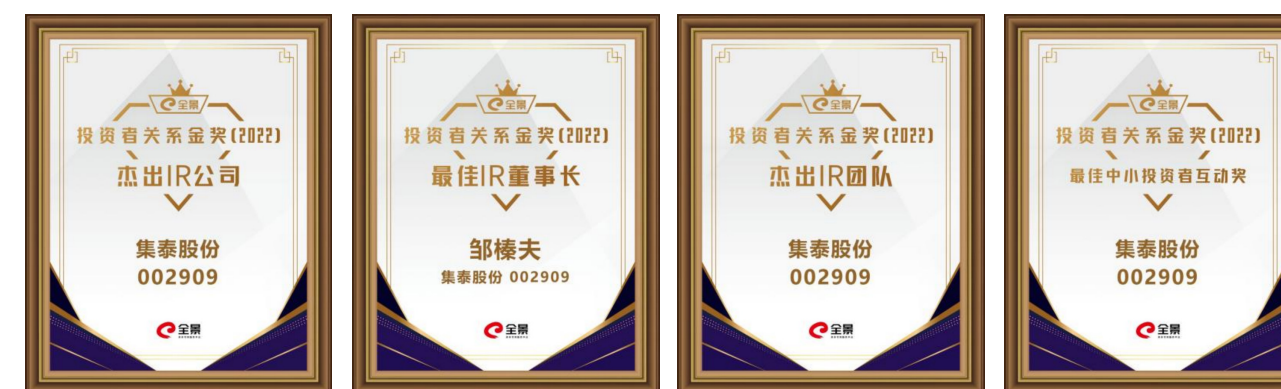 全景
投资者关系金奖(2022)
杰出IR公司
集泰股份
002909
全景
全景
投资者关系金奖(2022)
最佳IR董事长
邹榛夫
集泰股份 002909
全景
全景
投资者关系金奖(2022)
杰出IR团队
集泰股份
002909
全景
全景
投资者关系金奖(2022)
最佳中小投资者互动奖
集泰股份
002909
全景